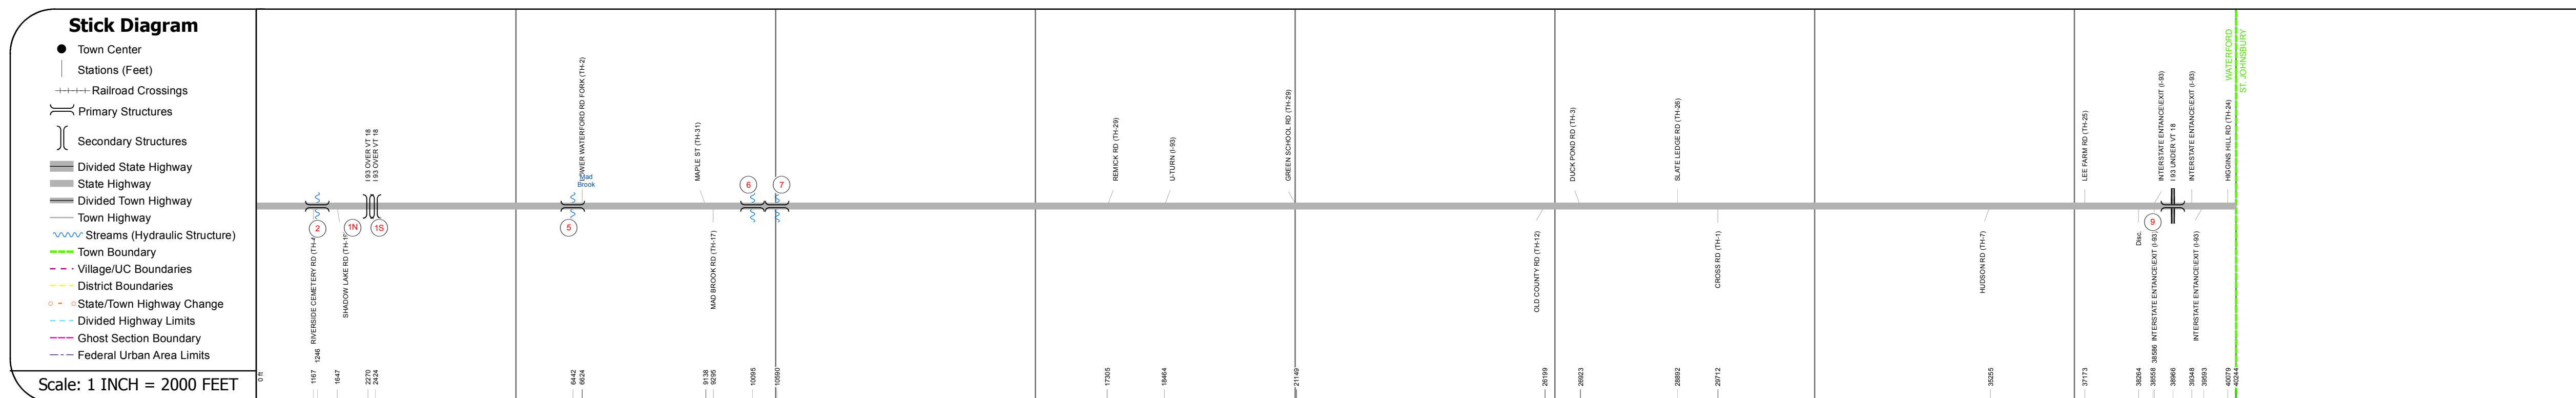 Stick Diagram
Town Center
Stations (Feet)
Railroad Crossings
Primary Structures
Secondary Structures
Divided State Highway
State Highway
Divided Town Highway
Town Highway
Streams (Hydraulic Structure)
Town Boundary
Village/UC Boundaries
District Boundaries
State/Town Highway Change
Divided Highway Limits
Ghost Section Boundary
Federal Urban Area Limits
Scale: 1 INCH = 2000 FEET
I 93 OVER VT 18
I 93 OVER VT 18
LOWER WATERFORD RD FORK (TH-2)
Mad
Brook
MAPLE ST (TH-31)
REMICK RD (TH-29)
U-TURN (I-93)
GREEN SCHOOL RD (TH-29)
DUCK POND RD (TH-3)
SLATE LEDGE RD (TH-26)
LEE FARM RD (TH-25)
INTERSTATE ENTANCE\EXIT (I-93)
I 93 UNDER VT 18
INTERSTATE ENTANCE\EXIT (I-93)
HIGGINS HILL RD (TH-24)
WATERFORD
ST. JOHNSBURY
6
7
2
1N
1S
5
9
RIVERSIDE CEMETERY RD (TH-4
SHADOW LAKE RD (TH-19
MAD BROOK RD (TH-17)
OLD COUNTY RD (TH-12)
CROSS RD (TH-1)
HUDSON RD (TH-7)
Disc.
INTERSTATE ENTANCE\EXIT (I-93)
INTERSTATE ENTANCE\EXIT (I-93)
0 ft
1167
1246
1647
2270
2424
6442
6624
9138
9295
10095
10590
17305
18464
21149
26199
26923
28892
29712
35255
37173
38264
38558
38586
38966
39348
39593
40079
40244